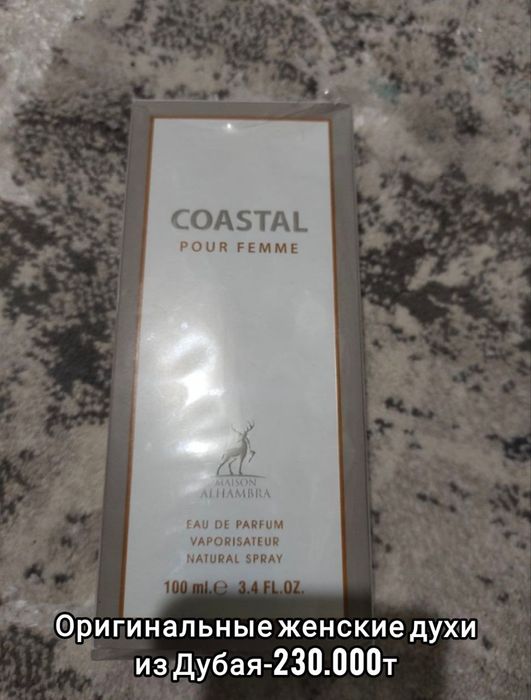 COASTAL
POUR FEMME
MAISON
ALHAMBRA
EAU DE PARFUM
VAPORISATEUR
NATURAL SPRAY
100 ml.e 3.4 FL.OZ.
Оригинальные женские духи
из Дубая-230.000т